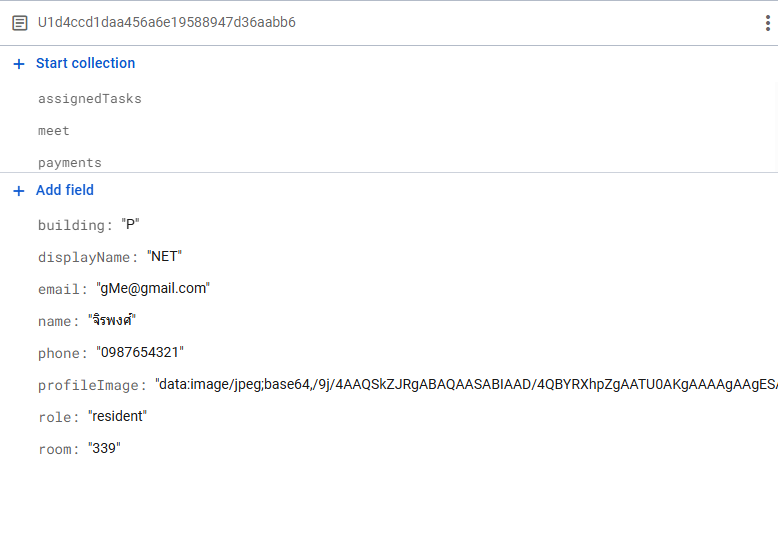 U1d4ccd1daa456a6e19588947d36aabb6
+ Start collection
assignedTasks
meet
payments
+ Add field
building: "P"
displayName: "NET"
email: "gMe@gmail.com"
name: "จิรพงศ์"
phone: "0987654321"
profileImage: "data:image/jpeg;base64,/9j/4AAQSkZJRgABAQAASABIAAD/4QBYRXhpZgAATU0AKgAAAAgAAgESA
role: "resident"
room: "339"